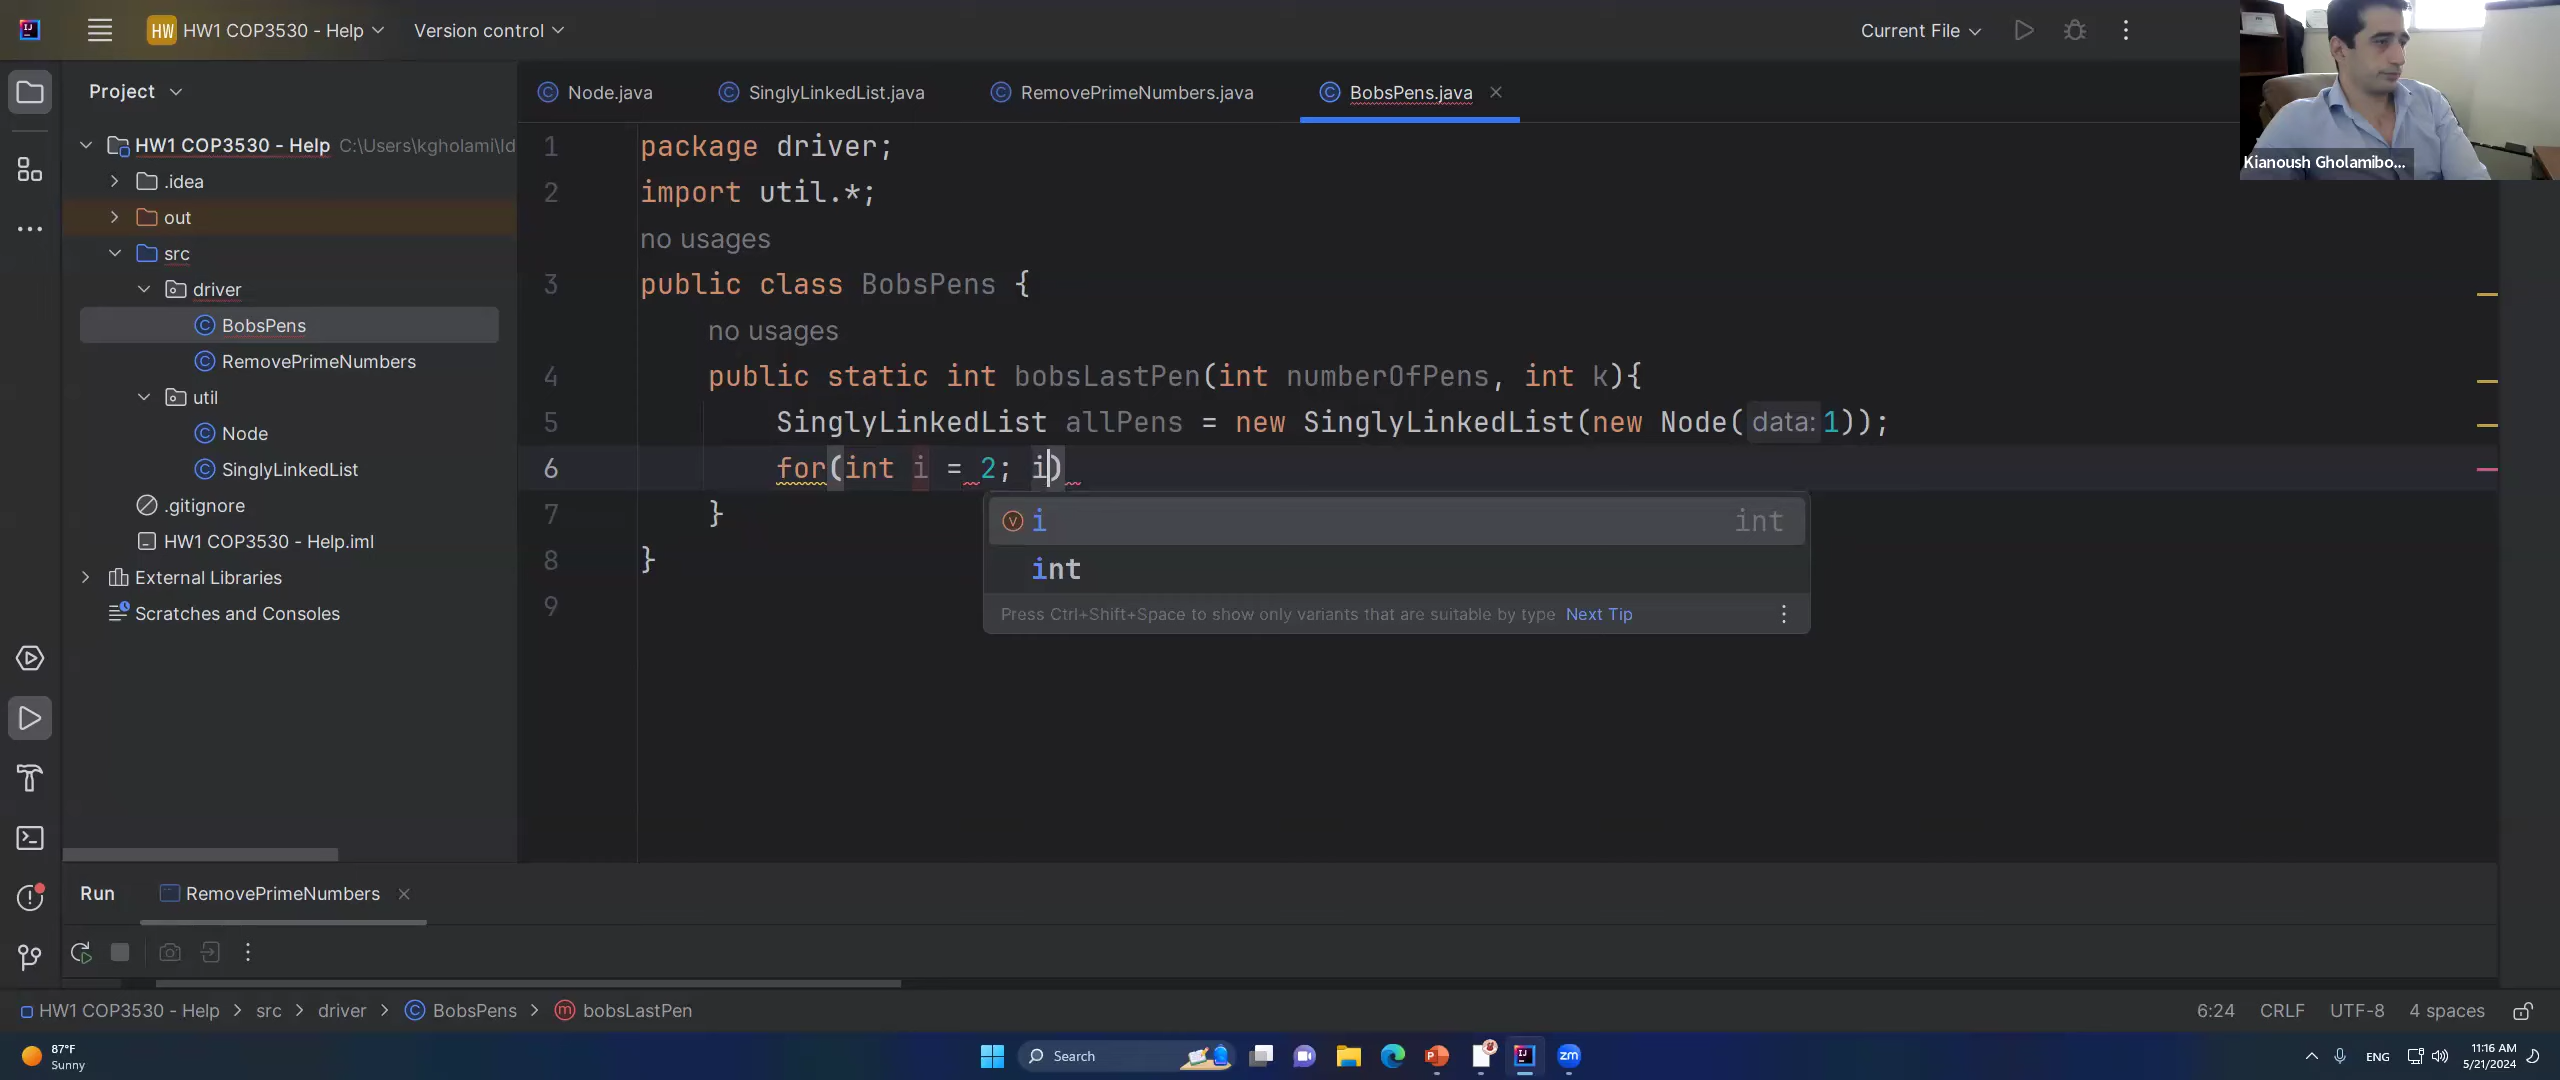 HW HW1 COP3530 - Help Version control Current File
Project
Node.java SinglyLinkedList.java RemovePrimeNumbers.java BobsPens.java
HW1 COP3530 - Help C:\Users\kgholami\Id
.idea
out
src
driver
BobsPens
RemovePrimeNumbers
util
Node
SinglyLinkedList
.gitignore
HW1 COP3530 - Help.iml
External Libraries
Scratches and Consoles
1 package driver;
2 import util.*;
no usages
3 public class BobsPens {
no usages
4 public static int bobsLastPen(int numberOfPens, int k){
5 SinglyLinkedList allPens = new SinglyLinkedList(new Node( data: 1));
6 for(int i = 2; i)
7 }
8 }
9
i int
int
Press Ctrl+Shift+Space to show only variants that are suitable by type Next Tip
Kianoush Gholamibo...
Run RemovePrimeNumbers
HW1 COP3530 - Help > src > driver > BobsPens > bobsLastPen 6:24 CRLF UTF-8 4 spaces
87°F
Sunny
Search
zm
ENG
11:16 AM
5/21/2024